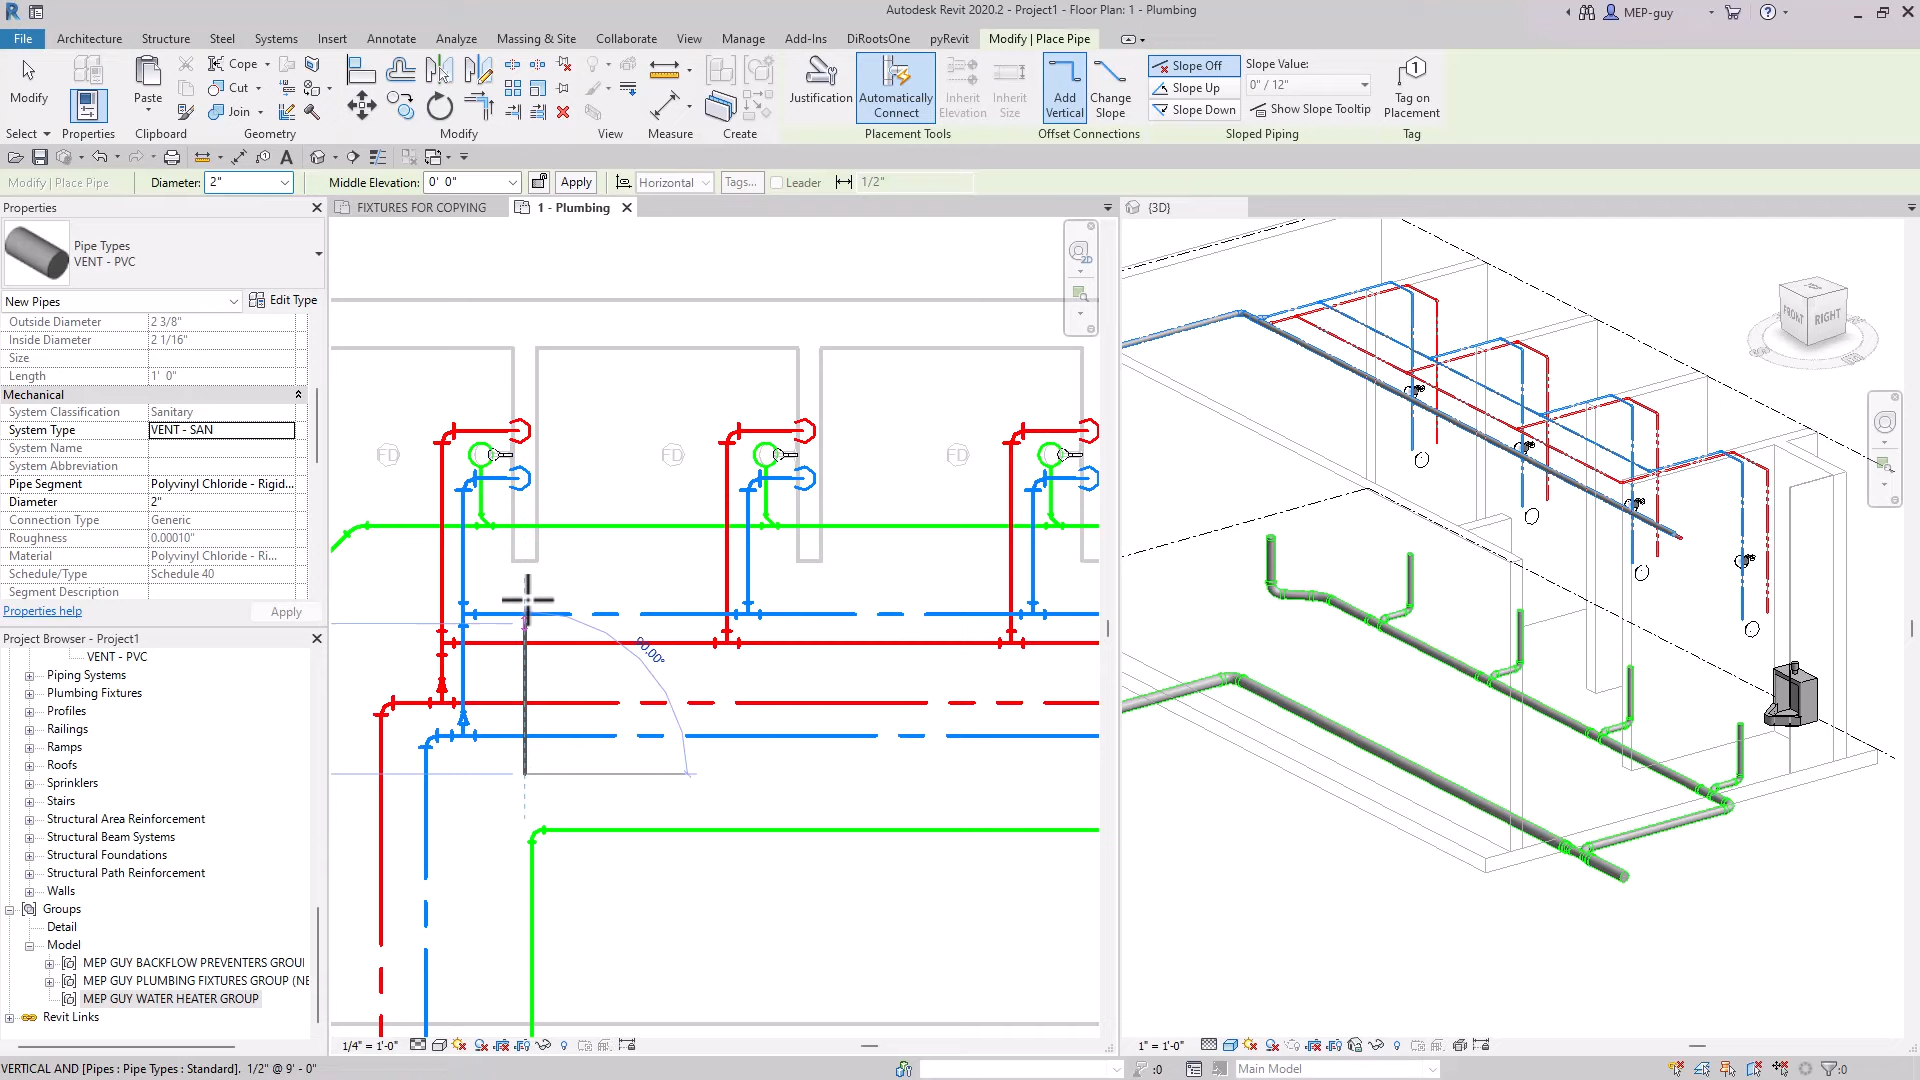 Autodesk Revit 2020.2 - Project1 - Floor Plan: 1 - Plumbing
MEP-guy
File
Architecture
Structure
Steel
Systems
Insert
Annotate
Analyze
Massing & Site
Collaborate
View
Manage
Add-Ins
DiRootsOne
pyRevit
Modify | Place Pipe
Modify
Paste
Cope
Cut
Join
Justification
Automatically
Connect
Inherit
Elevation
Inherit
Size
Add
Vertical
Change
Slope
Slope Off
Slope Up
Slope Down
Slope Value:
0" / 12"
Show Slope Tooltip
Tag on
Placement
Select
Properties
Clipboard
Geometry
Modify
View
Measure
Create
Placement Tools
Offset Connections
Sloped Piping
Tag
Modify | Place Pipe
Diameter:
2"
Middle Elevation:
0' 0"
Apply
Horizontal
Tags...
Leader
1/2"
Properties
Pipe Types
VENT - PVC
New Pipes
Edit Type
Outside Diameter 2 3/8"
Inside Diameter 2 1/16"
Size
Length 1' 0"
Mechanical
System Classification Sanitary
System Type VENT - SAN
System Name
System Abbreviation
Pipe Segment Polyvinyl Chloride - Rigid...
Diameter 2"
Connection Type Generic
Roughness 0.00010"
Material Polyvinyl Chloride - Ri...
Schedule/Type Schedule 40
Segment Description
Properties help
Apply
Project Browser - Project1
VENT - PVC
Piping Systems
Plumbing Fixtures
Profiles
Railings
Ramps
Roofs
Sprinklers
Stairs
Structural Area Reinforcement
Structural Beam Systems
Structural Foundations
Structural Path Reinforcement
Walls
Groups
Detail
Model
MEP GUY BACKFLOW PREVENTERS GROU
MEP GUY PLUMBING FIXTURES GROUP (NE
MEP GUY WATER HEATER GROUP
Revit Links
FIXTURES FOR COPYING
1 - Plumbing
2D
FD
FD
FD
1/4" = 1'-0"
{3D}
FRONT
RIGHT
1" = 1'-0"
VERTICAL AND [Pipes : Pipe Types : Standard], 1/2" @ 9' - 0"
:0
Main Model
:0